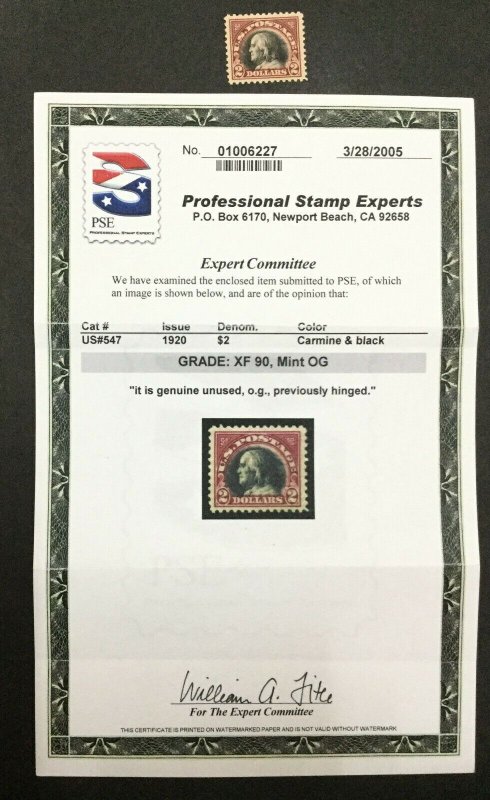 U.S. POSTAGE
2 DOLLARS 2
No. 01006227 3/28/2005
PSE
PROFESSIONAL STAMP EXPERTS
Professional Stamp Experts
P.O. Box 6170, Newport Beach, CA 92658
Expert Committee
We have examined the enclosed item submitted to PSE, of which
an image is shown below, and are of the opinion that:
Cat # Issue Denom. Color
US#547 1920 $2 Carmine & black
GRADE: XF 90, Mint OG
"it is genuine unused, o.g., previously hinged."
U.S. POSTAGE
2 DOLLARS 2
William A. Litle
For The Expert Committee
THIS CERTIFICATE IS PRINTED ON WATERMARKED PAPER AND IS NOT VALID WITHOUT WATERMARK